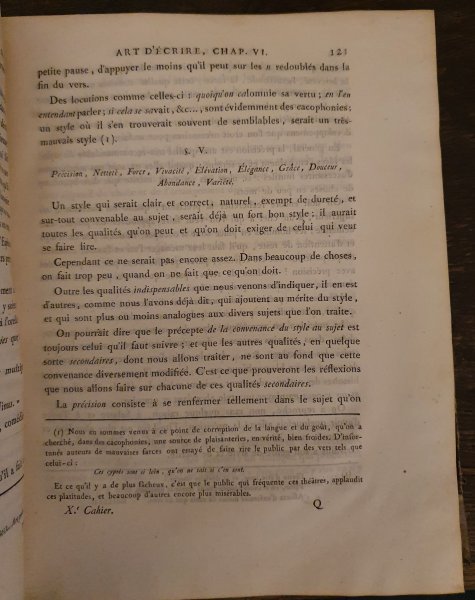 ART D'ÉCRIRE, CHAP. VI. 121
petite pause, d'appuyer le moins qu'il peut sur les n redoublés dans la
fin du vers.
Des locutions comme celles-ci : quoiqu'on calomnie sa vertu ; en l'en
entendant parler ; si cela se savait, &c..., sont évidemment des cacophonies ;
un style où il s'en trouverait souvent de semblables, serait un très-
mauvais style (1).
§. V.
Précision, Netteté, Force, Vivacité, Élévation, Élégance, Grâce, Douceur,
Abondance, Variété.
Un style qui serait clair et correct, naturel, exempt de dureté, et
sur-tout convenable au sujet, serait déjà un fort bon style ; il aurait
toutes les qualités qu'on peut et qu'on doit exiger de celui qui veut
se faire lire.
Cependant ce ne serait pas encore assez. Dans beaucoup de choses,
on fait trop peu, quand on ne fait que ce qu'on doit.
Outre les qualités indispensables que nous venons d'indiquer, il en est
d'autres, comme nous l'avons déjà dit, qui ajoutent au mérite du style,
et qui sont plus ou moins analogues aux divers sujets que l'on traite.
On pourrait dire que le précepte de la convenance du style au sujet est
toujours celui qu'il faut suivre ; et que les autres qualités, en quelque
sorte secondaires, dont nous allons traiter, ne sont au fond que cette
convenance diversement modifiée. C'est ce que prouveront les réflexions
que nous allons faire sur chacune de ces qualités secondaires.
La précision consiste à se renfermer tellement dans le sujet qu'on
(1) Nous en sommes venus à ce point de corruption de la langue et du goût, qu'on a
cherché, dans des cacophonies, une source de plaisanteries, en vérité, bien froides. D'infor-
tunés auteurs de mauvaises farces ont essayé de faire rire le public par des vers tels que
celui-ci :
Ces cyprès sont si loin, qu'on ne sait si c'en sont.
Et ce qu'il y a de plus fâcheux, c'est que le public qui fréquente ces théâtres, applaudit
ces platitudes, et beaucoup d'autres encore plus misérables.
X.e Cahier. Q